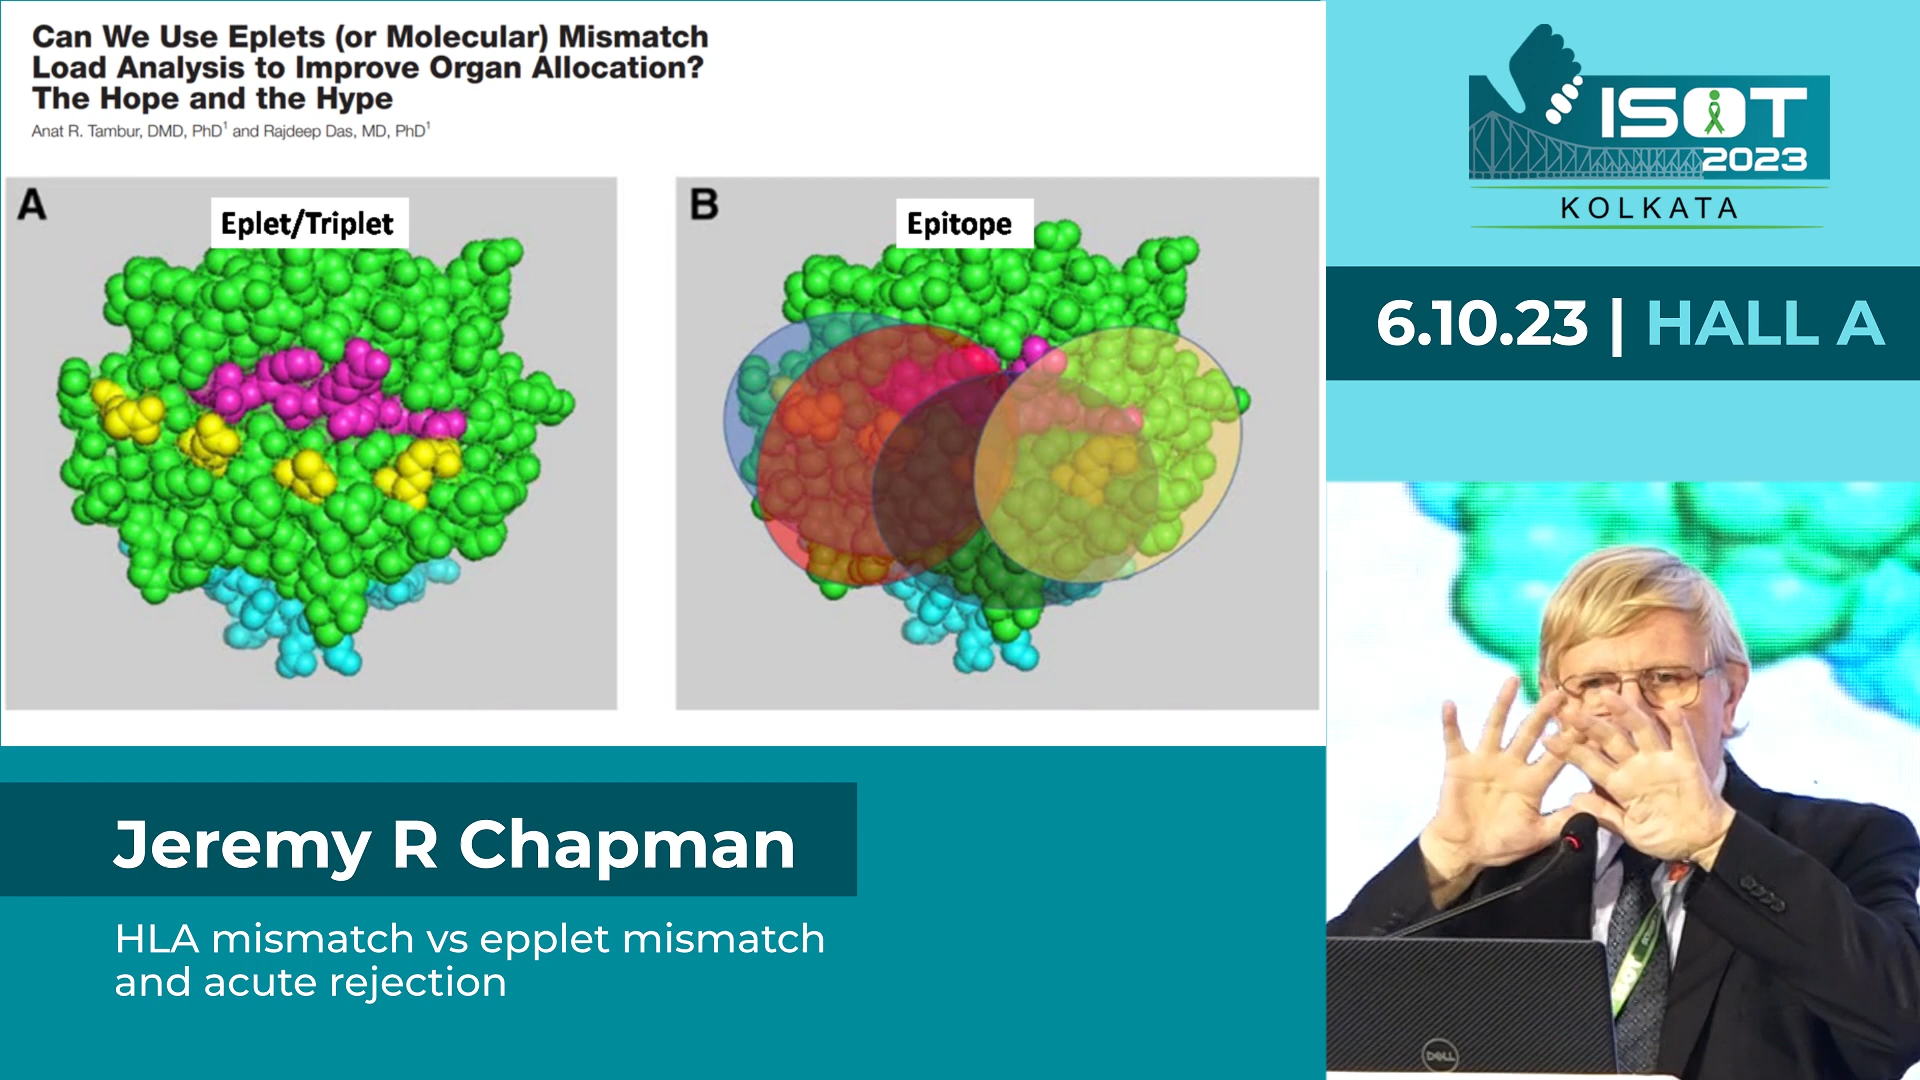 Can We Use Eplets (or Molecular) Mismatch
Load Analysis to Improve Organ Allocation?
The Hope and the Hype
Anat R. Tambur, DMD, PhD¹ and Rajdeep Das, MD, PhD¹
A
Eplet/Triplet
B
Epitope
ISOT
2023
KOLKATA
6.10.23 | HALL A
Jeremy R Chapman
HLA mismatch vs epplet mismatch
and acute rejection
DELL